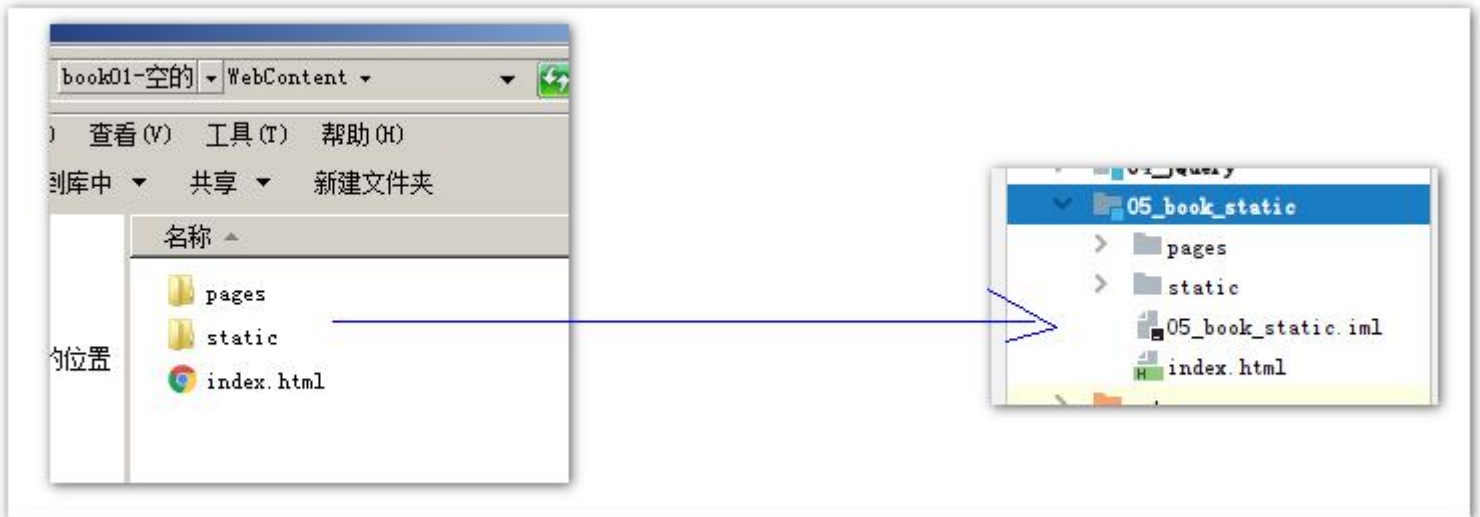 book01-空的 WebContent
) 查看(V) 工具(T) 帮助(H)
到库中 共享 新建文件夹
名称
pages
static
的位置
index.html
04_jquery
05_book_static
pages
static
05_book_static.iml
index.html